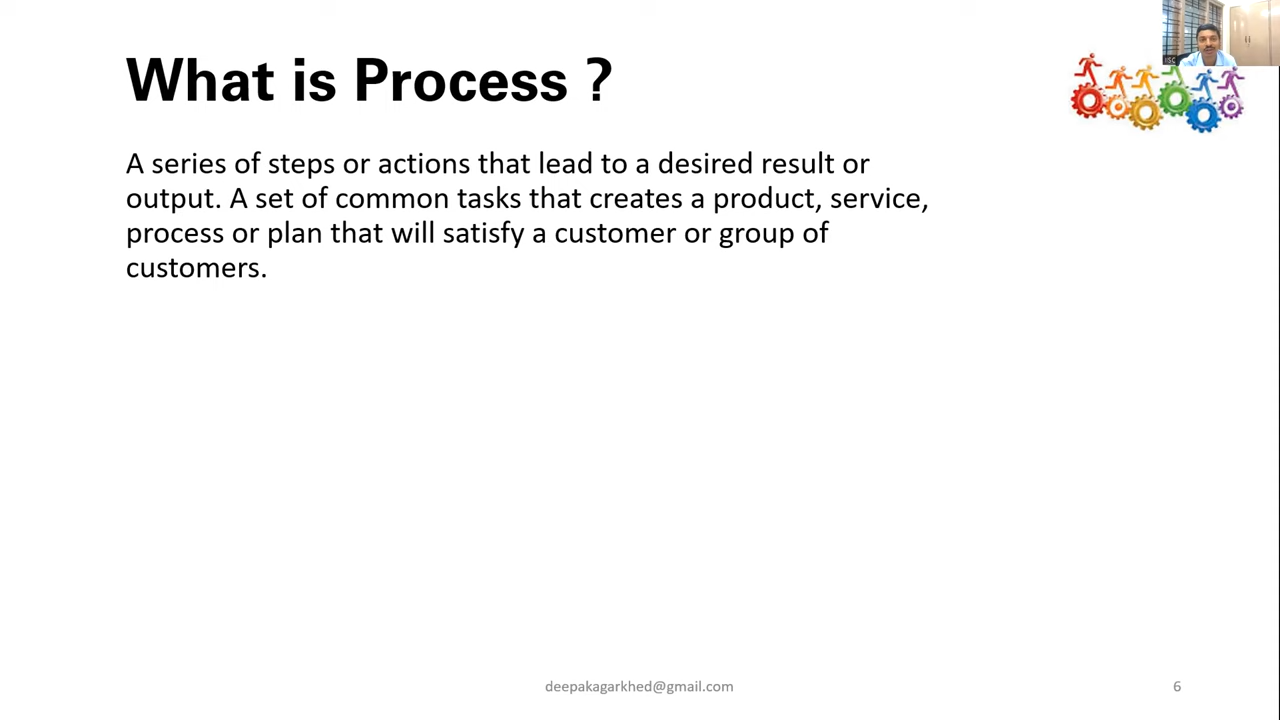 What is Process ?
A series of steps or actions that lead to a desired result or
output. A set of common tasks that creates a product, service,
process or plan that will satisfy a customer or group of
customers.
IISC
deepakagarkhed@gmail.com
6